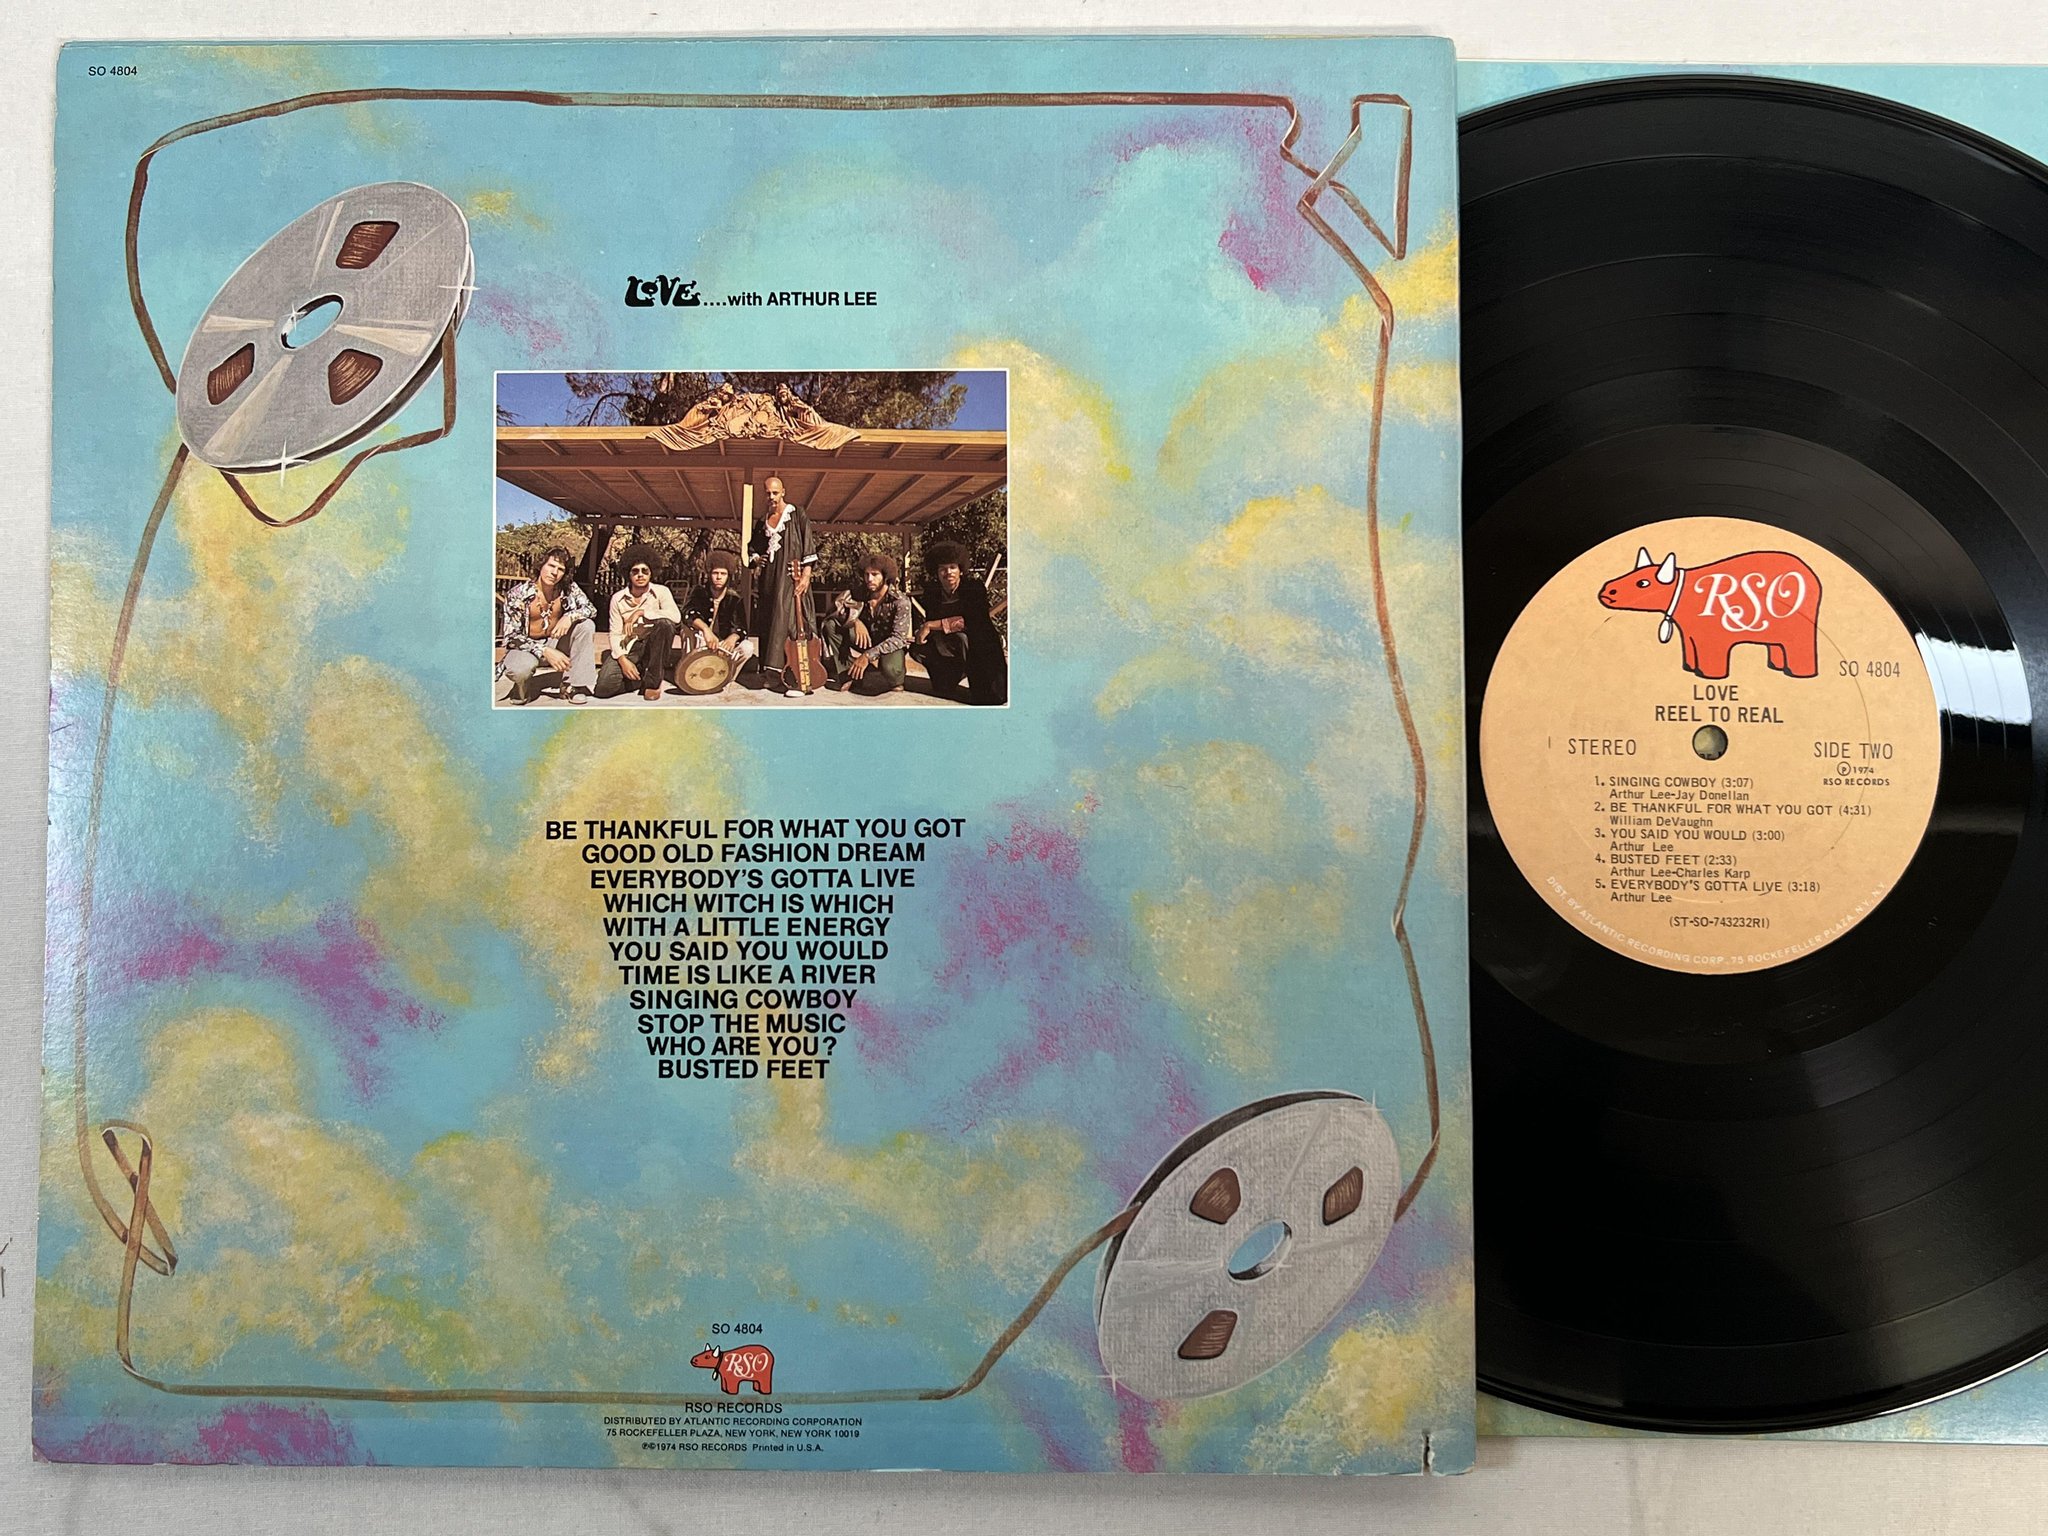 SO 4804
LOVE ....with ARTHUR LEE
BE THANKFUL FOR WHAT YOU GOT
GOOD OLD FASHION DREAM
EVERYBODY'S GOTTA LIVE
WHICH WITCH IS WHICH
WITH A LITTLE ENERGY
YOU SAID YOU WOULD
TIME IS LIKE A RIVER
SINGING COWBOY
STOP THE MUSIC
WHO ARE YOU?
BUSTED FEET
SO 4804
RSO
RSO RECORDS
DISTRIBUTED BY ATLANTIC RECORDING CORPORATION
75 ROCKEFELLER PLAZA, NEW YORK, NEW YORK 10019
℗©1974 RSO RECORDS Printed in U.S.A.
RSO
SO 4804
LOVE
REEL TO REAL
STEREO
SIDE TWO
℗1974
RSO RECORDS
1. SINGING COWBOY (3:07)
Arthur Lee-Jay Donellan
2. BE THANKFUL FOR WHAT YOU GOT (4:31)
William DeVaughn
3. YOU SAID YOU WOULD (3:00)
Arthur Lee
4. BUSTED FEET (2:33)
Arthur Lee-Charles Karp
5. EVERYBODY'S GOTTA LIVE (3:18)
Arthur Lee
(ST-SO-743232RI)
DIST. BY ATLANTIC RECORDING CORP., 75 ROCKEFELLER PLAZA, N.Y., N.Y.